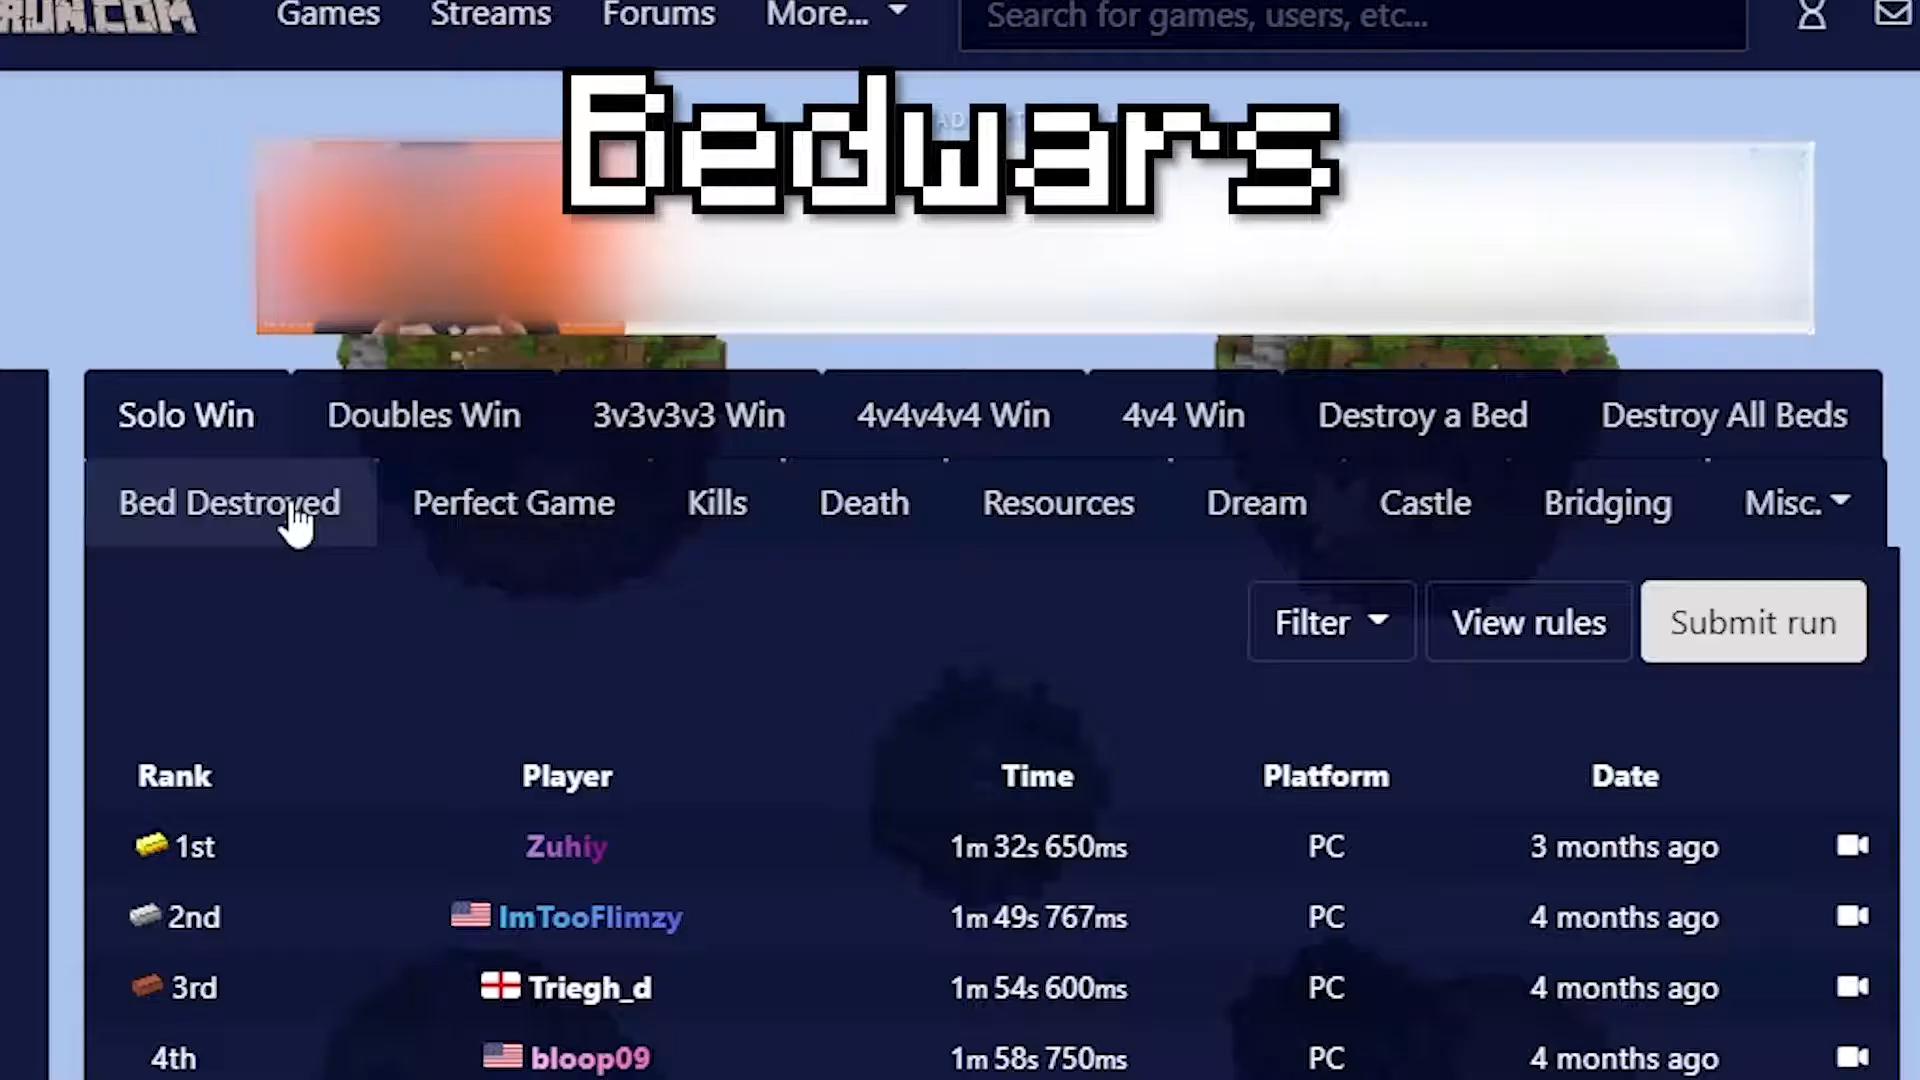 RUN.COM Games Streams Forums More... Search for games, users, etc...
Bedwars
Solo Win Doubles Win 3v3v3v3 Win 4v4v4v4 Win 4v4 Win Destroy a Bed Destroy All Beds
Bed Destroyed Perfect Game Kills Death Resources Dream Castle Bridging Misc.
Filter View rules Submit run
Rank Player Time Platform Date
1st Zuhiy 1m 32s 650ms PC 3 months ago
2nd ImTooFlimzy 1m 49s 767ms PC 4 months ago
3rd Triegh_d 1m 54s 600ms PC 4 months ago
4th bloop09 1m 58s 750ms PC 4 months ago